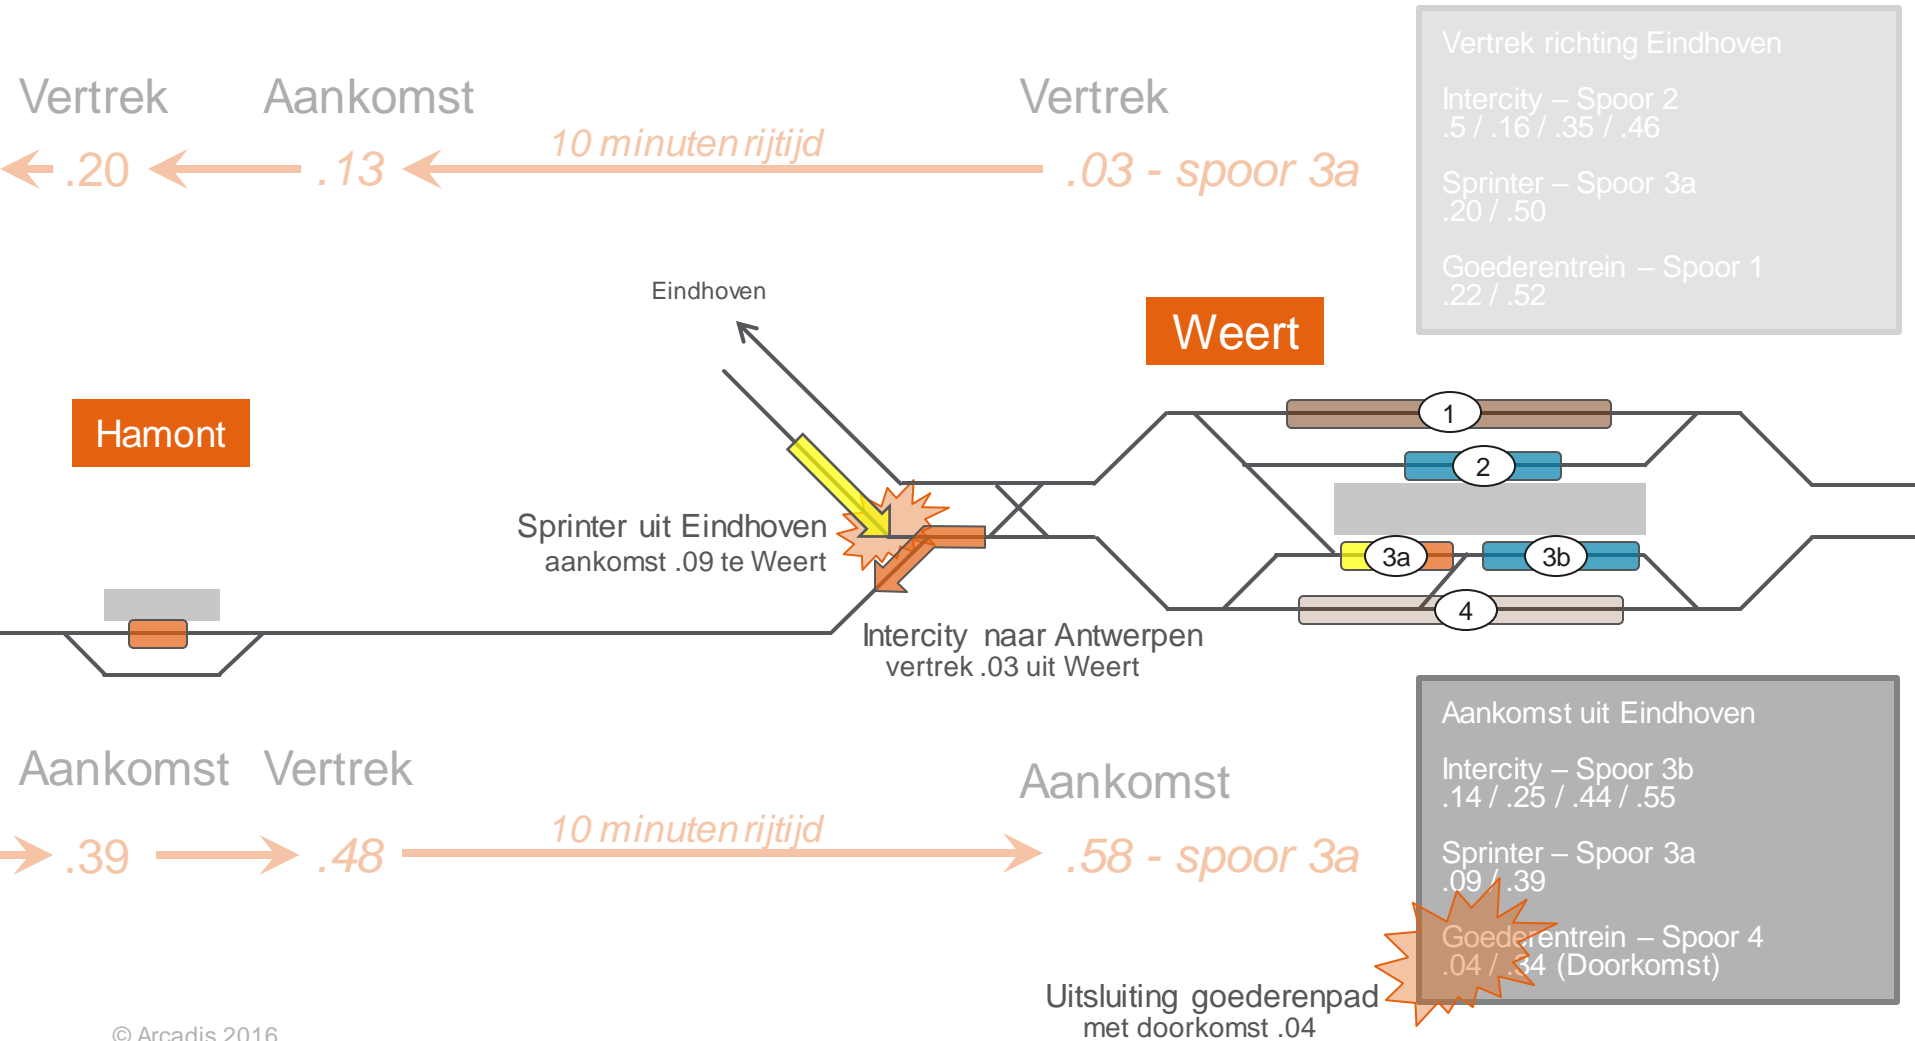 Vertrek richting Eindhoven
Intercity – Spoor 2
.5 / .16 / .35 / .46
Sprinter – Spoor 3a
.20 / .50
Goederentrein – Spoor 1
.22 / .52
Vertrek
Aankomst
Vertrek
.20
.13
10 minuten rijtijd
.03 - spoor 3a
Eindhoven
Weert
Hamont
1
2
3a
3b
4
Sprinter uit Eindhoven
aankomst .09 te Weert
Intercity naar Antwerpen
vertrek .03 uit Weert
Aankomst
Vertrek
Aankomst
.39
.48
10 minuten rijtijd
.58 - spoor 3a
Aankomst uit Eindhoven
Intercity – Spoor 3b
.14 / .25 / .44 / .55
Sprinter – Spoor 3a
.09 / .39
Goederentrein – Spoor 4
.04 / .34 (Doorkomst)
Uitsluiting goederenpad
met doorkomst .04
© Arcadis 2016